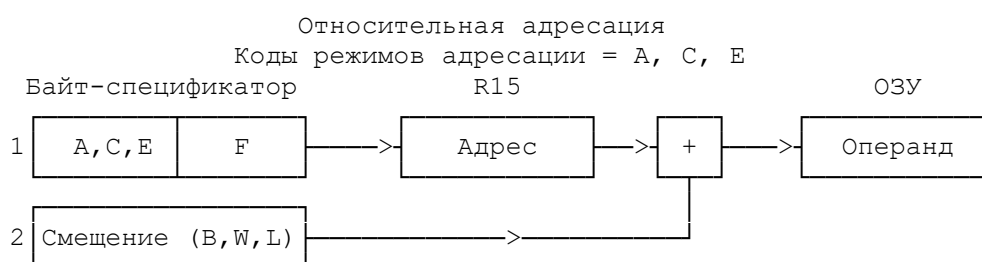 Относительная адресация
Коды режимов адресации = A, C, E
Байт-спецификатор R15 ОЗУ
1 A,C,E F > Адрес > + > Операнд
2 Смещение (B,W,L) >